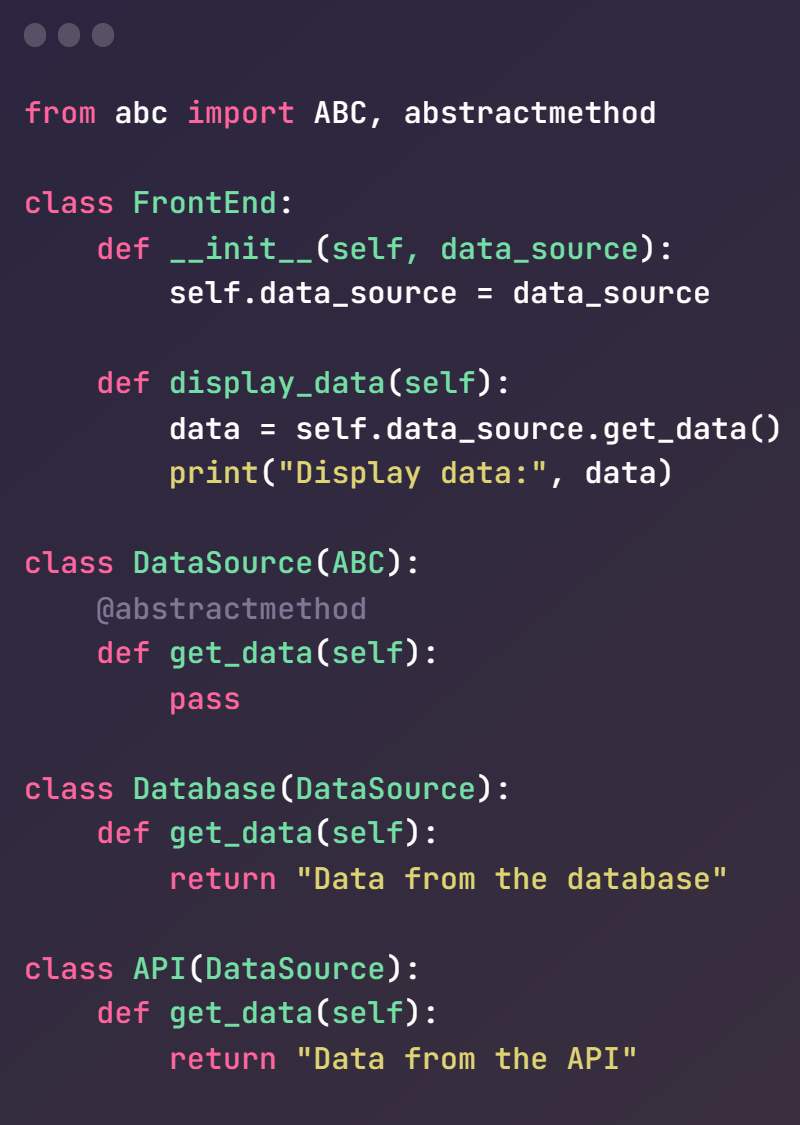 from abc import ABC, abstractmethod
class FrontEnd:
    def __init__(self, data_source):
        self.data_source = data_source
    def display_data(self):
        data = self.data_source.get_data()
        print("Display data:", data)
class DataSource(ABC):
    @abstractmethod
    def get_data(self):
        pass
class Database(DataSource):
    def get_data(self):
        return "Data from the database"
class API(DataSource):
    def get_data(self):
        return "Data from the API"